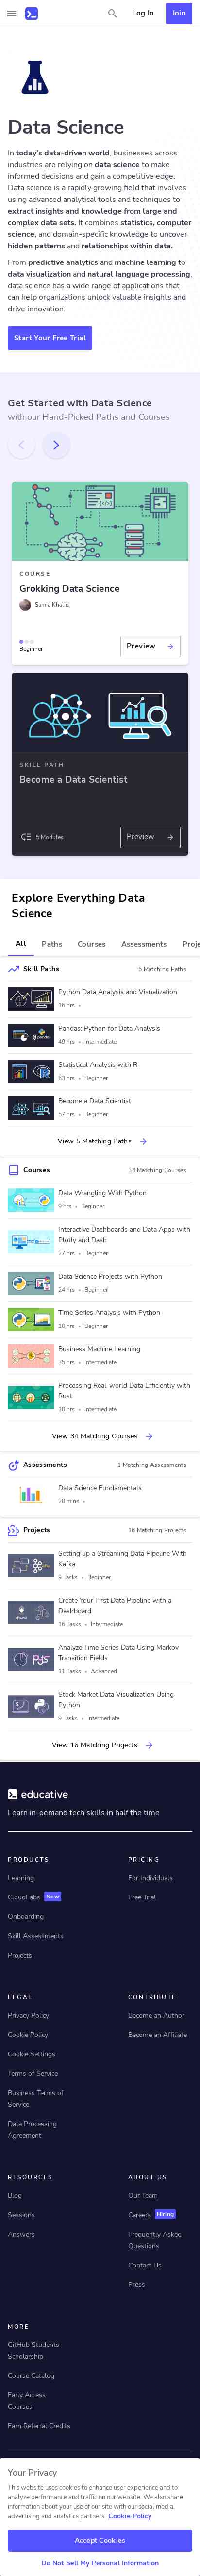 Log In
Join
Data Science
In today's data-driven world, businesses across
industries are relying on data science to make
informed decisions and gain a competitive edge.
Data science is a rapidly growing field that involves
using advanced analytical tools and techniques to
extract insights and knowledge from large and
complex data sets. It combines statistics, computer
science, and domain-specific knowledge to uncover
hidden patterns and relationships within data.
From predictive analytics and machine learning to
data visualization and natural language processing,
data science has a wide range of applications that
can help organizations unlock valuable insights and
drive innovation.
Start Your Free Trial
Get Started with Data Science
with our Hand-Picked Paths and Courses
COURSE
Grokking Data Science
Samia Khalid
Beginner
Preview
SKILL PATH
Become a Data Scientist
5 Modules
Preview
Explore Everything Data
Science
All
Paths
Courses
Assessments
Proje
Skill Paths
5 Matching Paths
Python Data Analysis and Visualization
16 hrs
Pandas: Python for Data Analysis
49 hrs • Intermediate
Statistical Analysis with R
63 hrs • Beginner
Become a Data Scientist
57 hrs • Beginner
View 5 Matching Paths
Courses
34 Matching Courses
Data Wrangling With Python
9 hrs • Beginner
Interactive Dashboards and Data Apps with
Plotly and Dash
27 hrs • Beginner
Data Science Projects with Python
24 hrs • Beginner
Time Series Analysis with Python
10 hrs • Beginner
Business Machine Learning
35 hrs • Intermediate
Processing Real-world Data Efficiently with
Rust
10 hrs • Intermediate
View 34 Matching Courses
Assessments
1 Matching Assessments
Data Science Fundamentals
20 mins
Projects
16 Matching Projects
Setting up a Streaming Data Pipeline With
Kafka
9 Tasks • Beginner
Create Your First Data Pipeline with a
Dashboard
16 Tasks • Intermediate
Analyze Time Series Data Using Markov
Transition Fields
11 Tasks • Advanced
Stock Market Data Visualization Using
Python
9 Tasks • Intermediate
View 16 Matching Projects
educative
Learn in-demand tech skills in half the time
PRODUCTS
Learning
CloudLabs New
Onboarding
Skill Assessments
Projects
PRICING
For Individuals
Free Trial
LEGAL
Privacy Policy
Cookie Policy
Cookie Settings
Terms of Service
Business Terms of
Service
Data Processing
Agreement
CONTRIBUTE
Become an Author
Become an Affiliate
RESOURCES
Blog
Sessions
Answers
ABOUT US
Our Team
Careers Hiring
Frequently Asked
Questions
Contact Us
Press
MORE
GitHub Students
Scholarship
Course Catalog
Early Access
Courses
Earn Referral Credits
Your Privacy
This website uses cookies to enhance user experience and to
analyze performance and traffic on our website. We also share
information about your use of our site with our social media,
advertising and analytics partners. Cookie Policy
Accept Cookies
Do Not Sell My Personal Information